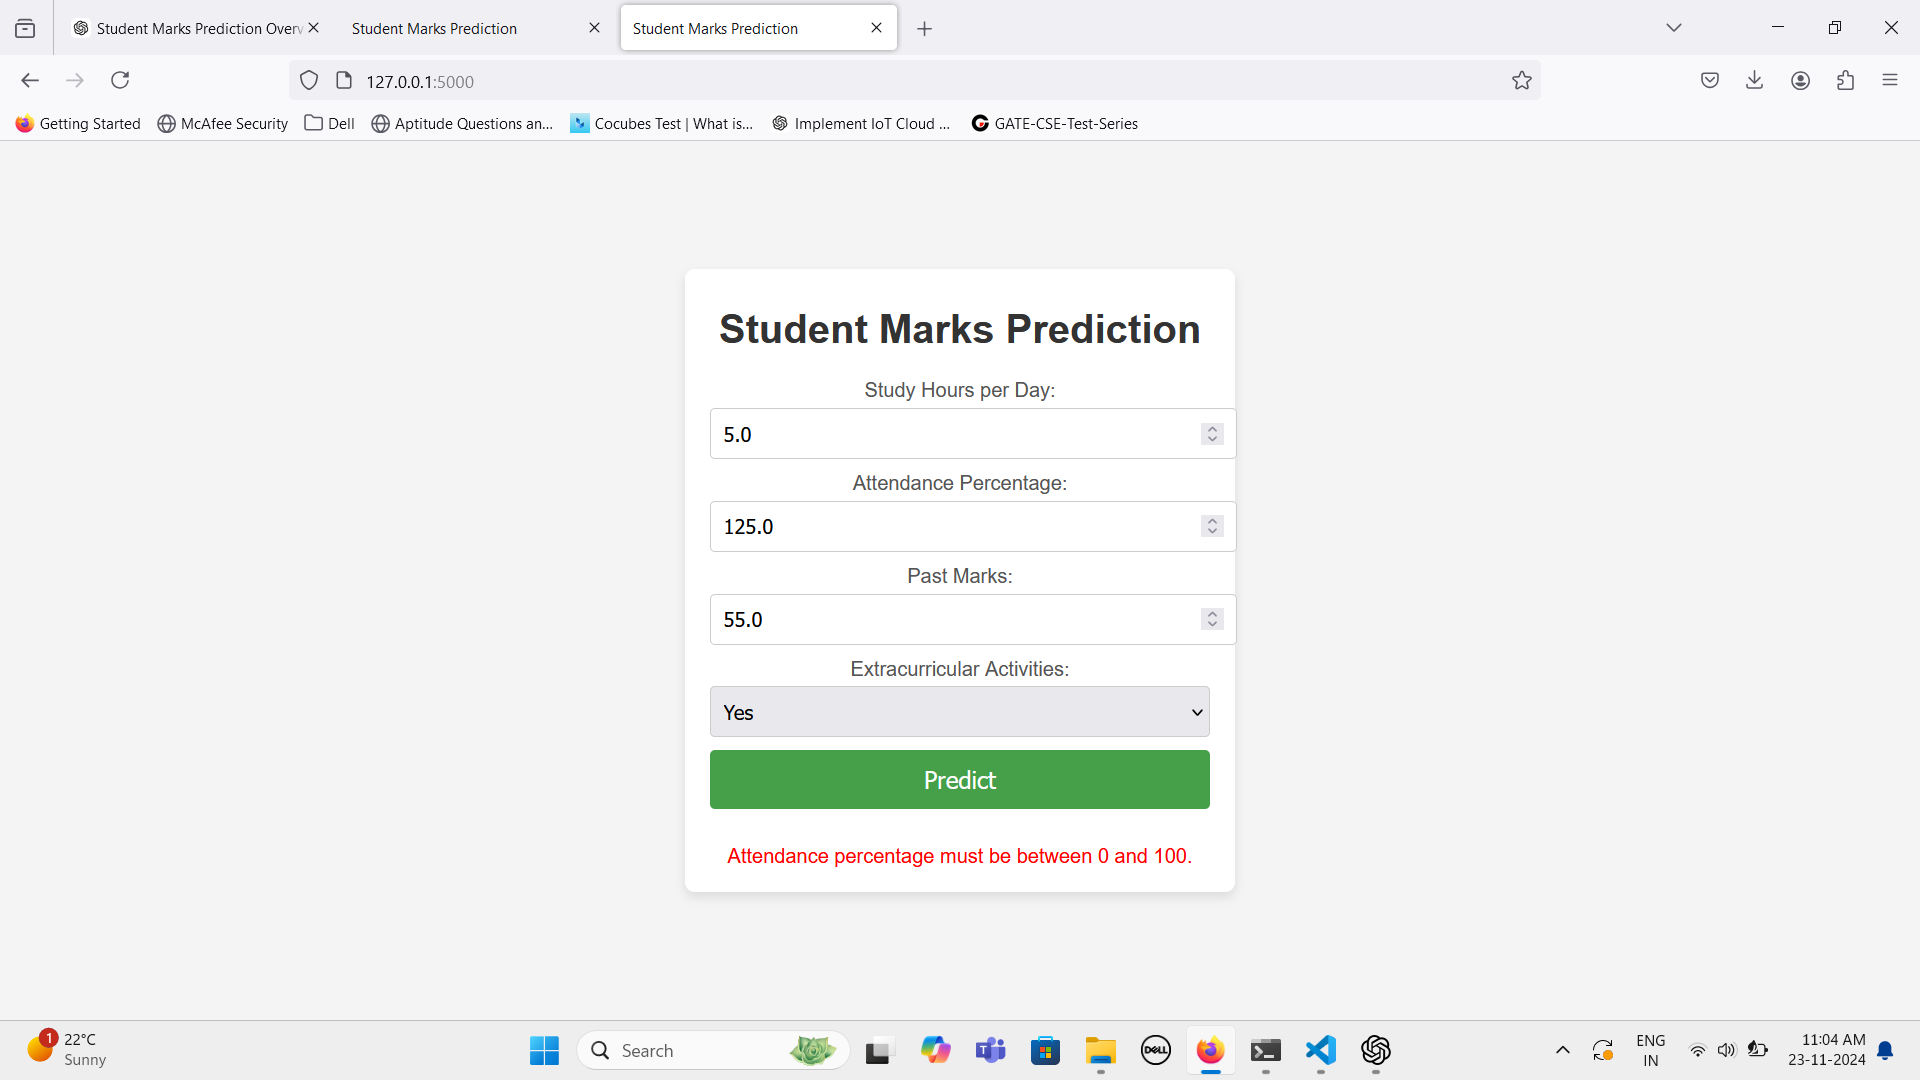 Student Marks Prediction Overv
Student Marks Prediction
Student Marks Prediction
127.0.0.1:5000
Getting Started
McAfee Security
Dell
Aptitude Questions an...
Cocubes Test | What is...
Implement IoT Cloud ...
GATE-CSE-Test-Series
Student Marks Prediction
Study Hours per Day:
5.0
Attendance Percentage:
125.0
Past Marks:
55.0
Extracurricular Activities:
Yes
Predict
Attendance percentage must be between 0 and 100.
1
22°C
Sunny
Search
DELL
ENG
IN
11:04 AM
23-11-2024